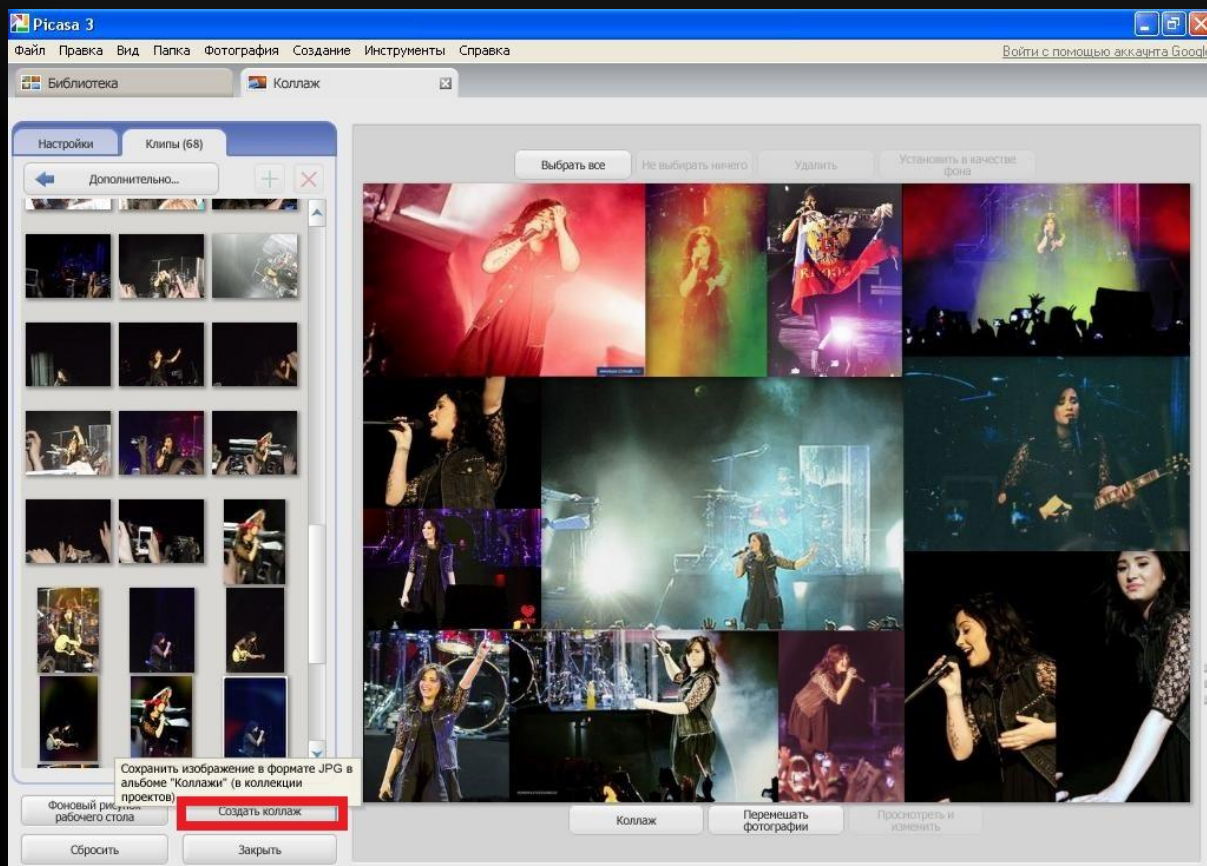 Picasa 3
Файл Правка Вид Папка Фотография Создание Инструменты Справка
Войти с помощью аккаунта Google
Библиотека
Коллаж
Настройки
Клипы (68)
Дополнительно...
Выбрать все
Не выбирать ничего
Удалить
Установить в качестве
фона
Сохранить изображение в формате JPG в
альбоме "Коллажи" (в коллекции
проектов)
Фоновый рисунок
рабочего стола
Создать коллаж
Сбросить
Закрыть
Коллаж
Перемешать
фотографии
Просмотреть и
изменить